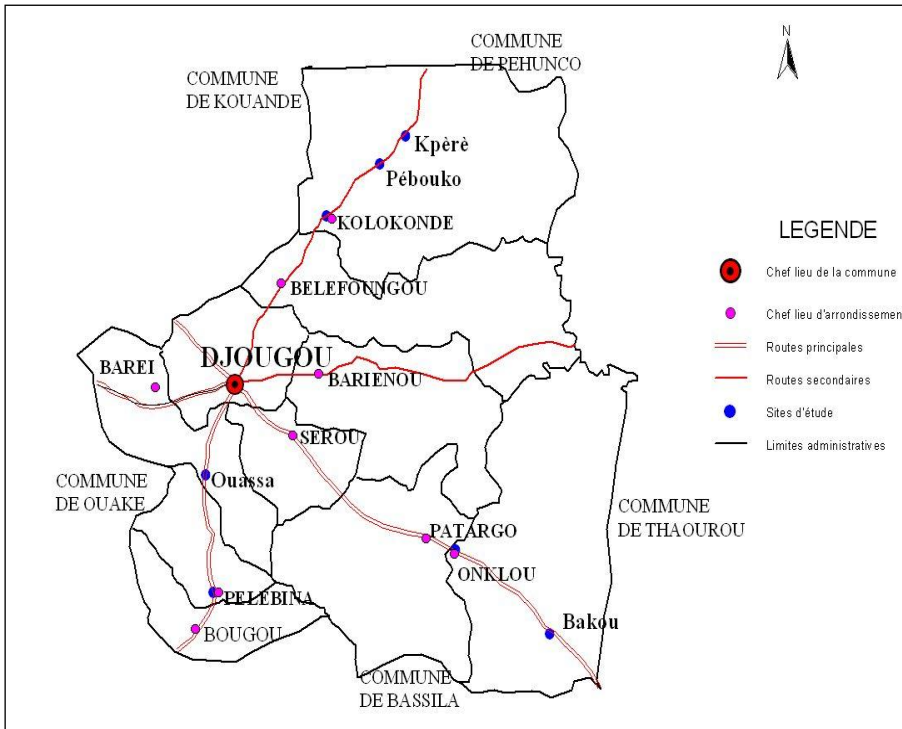 COMMUNE
DE PEHUNCO
N
COMMUNE
DE KOUANDE
Kpèrè
Pébouko
KOLOKONDE
LEGENDE
Chef lieu de la commune
BELEFOUNGOU
Chef lieu d'arrondissemen
DJOUGOU
Routes principales
BAREI
BARIENOU
Routes secondaires
Sites d'étude
SEROU
Limites administratives
COMMUNE
DE OUAKE
Ouassa
COMMUNE
DE THAOUROU
PATARGO
ONKLOU
PELEBINA
Bakou
BOUGOU
COMMUNE
DE BASSILA